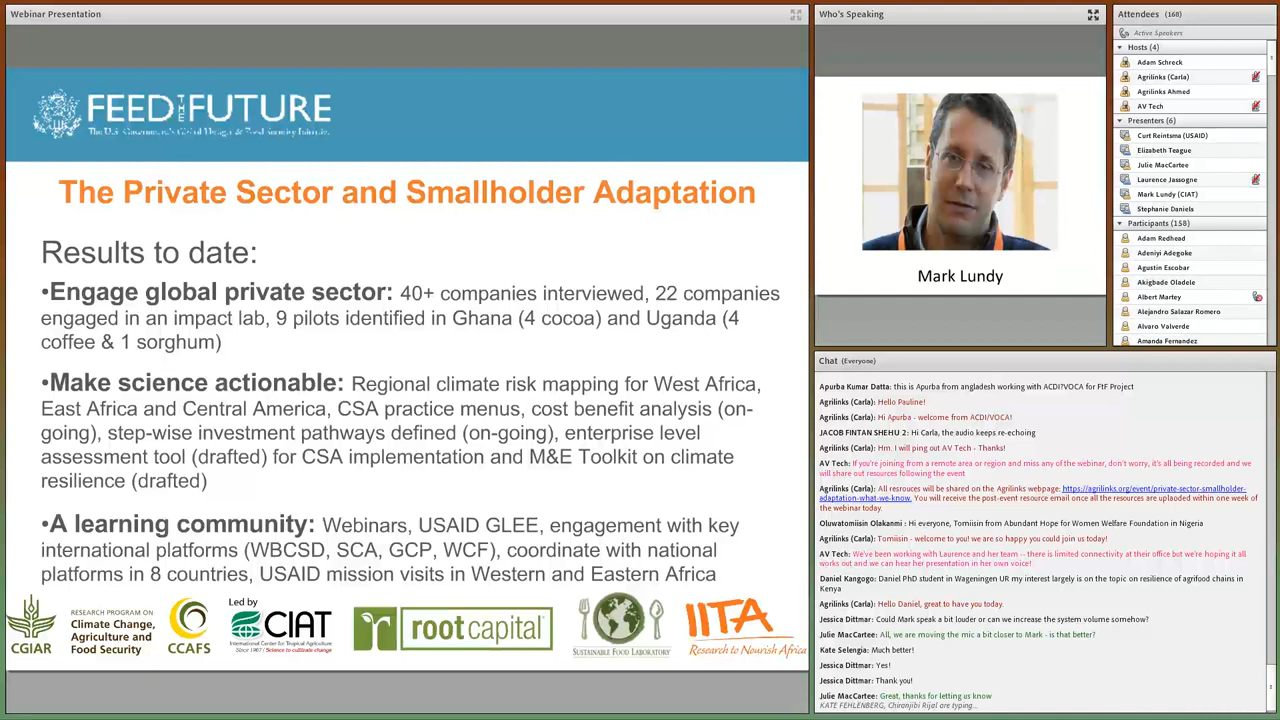 Webinar Presentation
FEED THE FUTURE
The U.S. Government's Global Hunger & Food Security Initiative
The Private Sector and Smallholder Adaptation
Results to date:
•Engage global private sector: 40+ companies interviewed, 22 companies
engaged in an impact lab, 9 pilots identified in Ghana (4 cocoa) and Uganda (4
coffee & 1 sorghum)
•Make science actionable: Regional climate risk mapping for West Africa,
East Africa and Central America, CSA practice menus, cost benefit analysis (on-
going), step-wise investment pathways defined (on-going), enterprise level
assessment tool (drafted) for CSA implementation and M&E Toolkit on climate
resilience (drafted)
•A learning community: Webinars, USAID GLEE, engagement with key
international platforms (WBCSD, SCA, GCP, WCF), coordinate with national
platforms in 8 countries, USAID mission visits in Western and Eastern Africa
CGIAR
RESEARCH PROGRAM ON
Climate Change,
Agriculture and
Food Security
CCAFS
Led by
CIAT
International Center for Tropical Agriculture
Since 1967 / Science to cultivate change
r root capital
SUSTAINABLE FOOD LABORATORY
IITA
Research to Nourish Africa
Who's Speaking
Mark Lundy
Attendees (168)
Active Speakers
Hosts (4)
Adam Schreck
Agrilinks (Carla)
Agrilinks Ahmed
AV Tech
Presenters (6)
Curt Reintsma (USAID)
Elizabeth Teague
Julie MacCartee
Laurence Jassogne
Mark Lundy (CIAT)
Stephanie Daniels
Participants (158)
Adam Redhead
Adeniyi Adegoke
Agustin Escobar
Akigbade Oladele
Albert Martey
Alejandro Salazar Romero
Alvaro Valverde
Amanda Fernandez
Chat (Everyone)
Apurba Kumar Datta: this is Apurba from angladesh working with ACDI?VOCA for FtF Project
Agrilinks (Carla): Hello Pauline!
Agrilinks (Carla): Hi Apurba - welcome from ACDI/VOCA!
JACOB FINTAN SHEHU 2: Hi Carla, the audio keeps re-echoing
Agrilinks (Carla): Hm. I will ping out AV Tech - Thanks!
AV Tech: If you're joining from a remote area or region and miss any of the webinar, don't worry, it's all being recorded and we
will share out resources following the event
Agrilinks (Carla): All resrouces will be shared on the Agrilinks webpage: https://agrilinks.org/event/private-sector-smallholder-
adaptation-what-we-know. You will receive the post-event resource email once all the resources are uplaoded within one week of
the webinar today.
Oluwatomiisin Olakanmi : Hi everyone, Tomiisin from Abundant Hope for Women Welfare Foundation in Nigeria
Agrilinks (Carla): Tomiisin - welcome to you! we are so happy you could join us today!
AV Tech: We've been working with Laurence and her team -- there is limited connectivity at their office but we're hoping it all
works out and we can hear her presentation in her own voice!
Daniel Kangogo: Daniel PhD student in Wageningen UR my interest largely is on the topic on resilience of agrifood chains in
Kenya
Agrilinks (Carla): Hello Daniel, great to have you today.
Jessica Dittmar: Could Mark speak a bit louder or can we increase the system volume somehow?
Julie MacCartee: All, we are moving the mic a bit closer to Mark - is that better?
Kate Selengia: Much better!
Jessica Dittmar: Yes!
Jessica Dittmar: Thank you!
Julie MacCartee: Great, thanks for letting us know
KATE FEHLENBERG, Chiranjibi Rijal are typing...